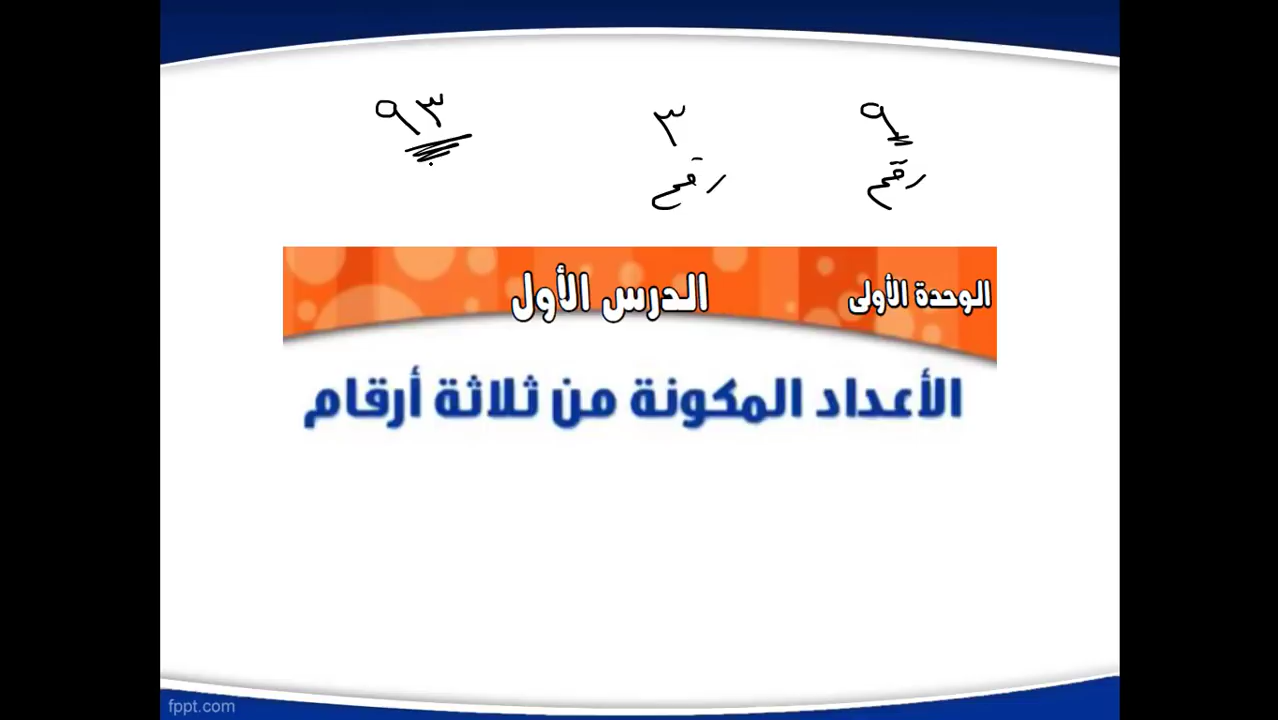 ٩ ٣ ٩٣
رقم رقم
الوحدة الأولى الدرس الأول
الأعداد المكونة من ثلاثة أرقام
fppt.com